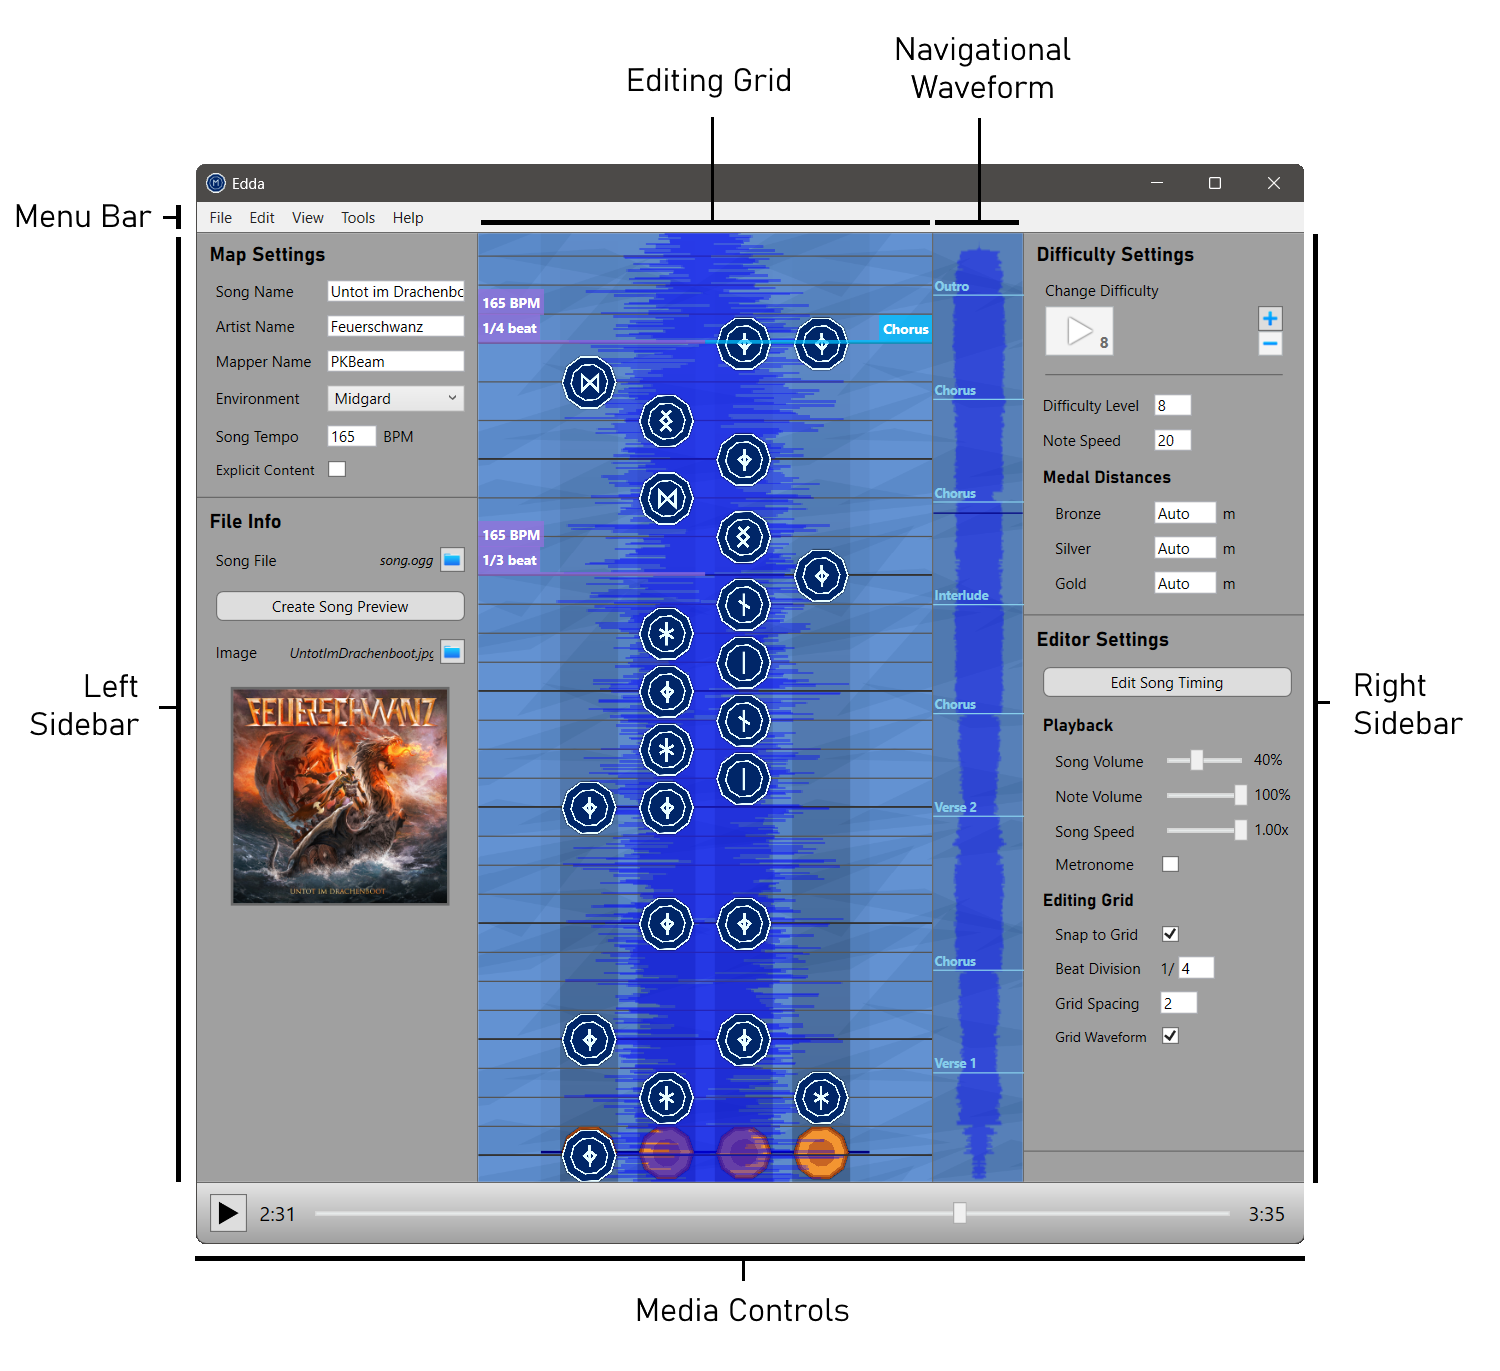 Navigational
Waveform
Editing Grid
Edda
Menu Bar
File Edit View Tools Help
Left
Sidebar
Map Settings
Song Name Untot im Drachenbo
Artist Name Feuerschwanz
Mapper Name PKBeam
Environment Midgard
Song Tempo 165 BPM
Explicit Content
File Info
Song File song.ogg
Create Song Preview
Image UntotImDrachenboot.jpg
FEUERSCHWANZ
UNTOT IM DRACHENBOOT
165 BPM
1/4 beat
Chorus
165 BPM
1/3 beat
Outro
Chorus
Chorus
Interlude
Chorus
Verse 2
Chorus
Verse 1
Difficulty Settings
Change Difficulty
8
+
−
Difficulty Level 8
Note Speed 20
Medal Distances
Bronze Auto m
Silver Auto m
Gold Auto m
Editor Settings
Edit Song Timing
Playback
Song Volume 40%
Note Volume 100%
Song Speed 1.00x
Metronome
Editing Grid
Snap to Grid
Beat Division 1/ 4
Grid Spacing 2
Grid Waveform
Right
Sidebar
2:31 3:35
Media Controls